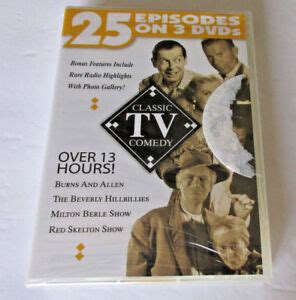 25 EPISODES
ON 3 DVDs
Bonus Features Include
Rare Radio Highlights
With Photo Gallery!
CLASSIC
TV
COMEDY
OVER 13
HOURS!
BURNS AND ALLEN
THE BEVERLY HILLBILLIES
MILTON BERLE SHOW
RED SKELTON SHOW